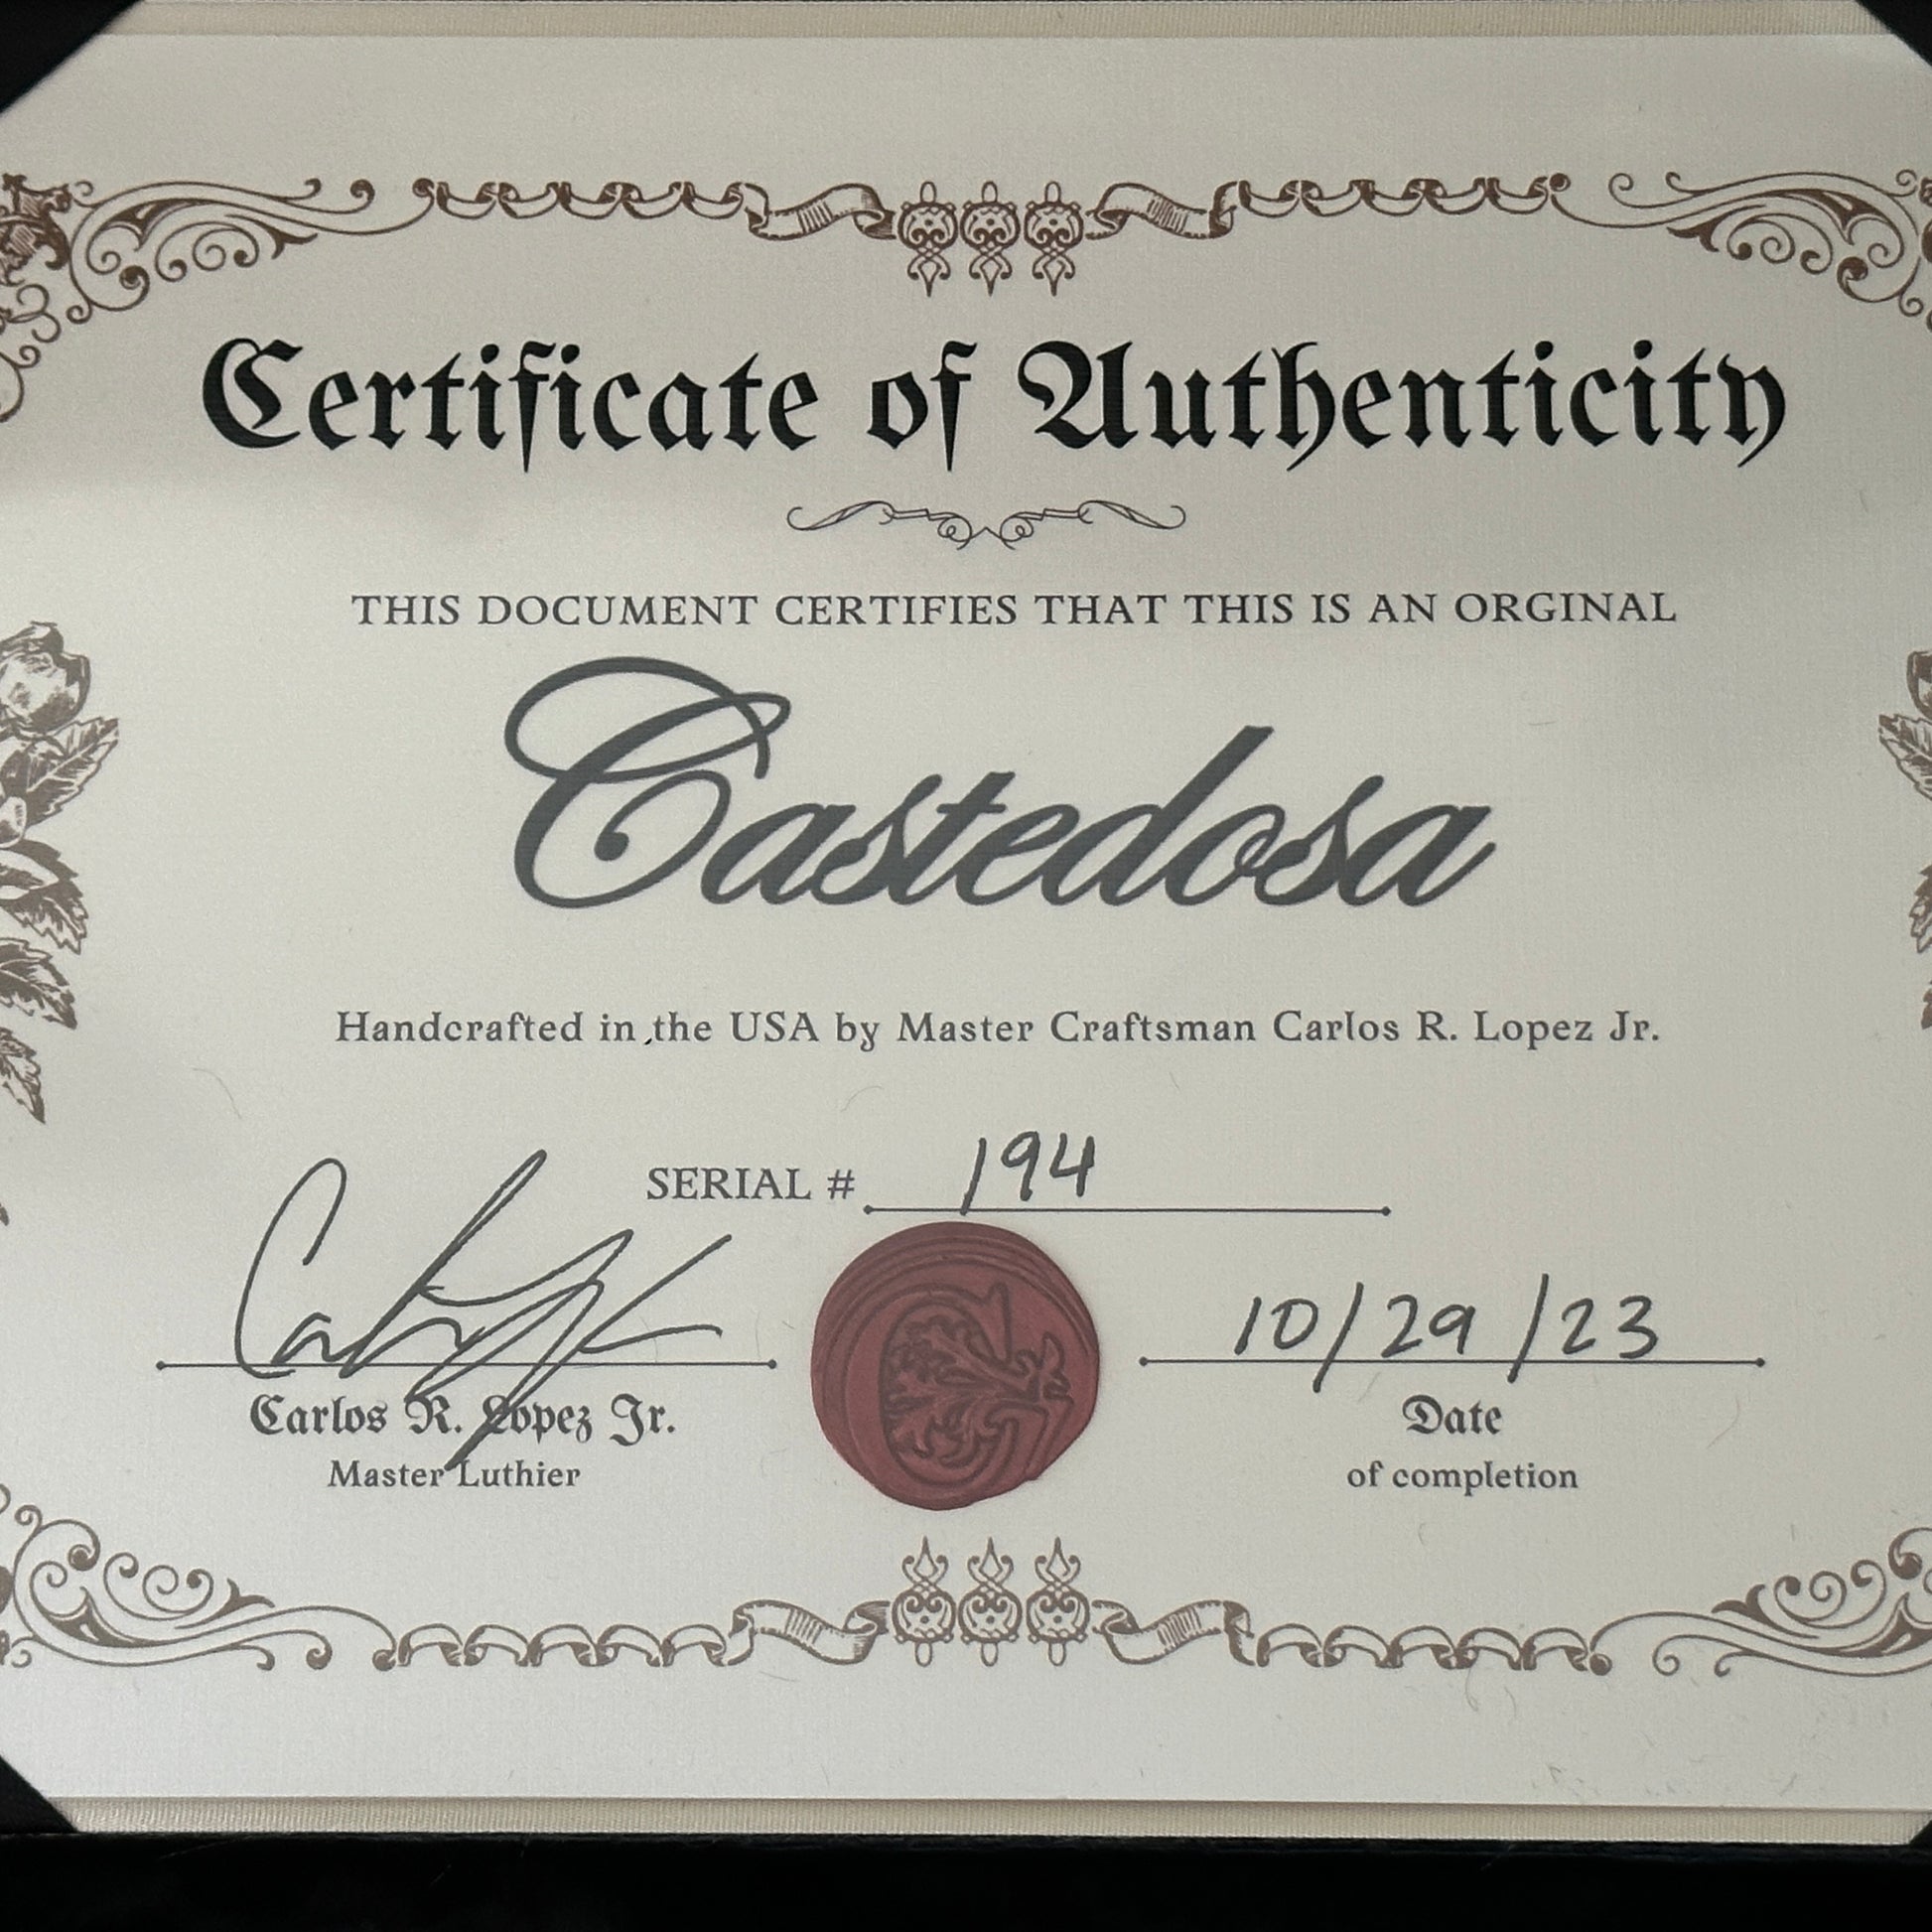 Certificate of Authenticity
THIS DOCUMENT CERTIFIES THAT THIS IS AN ORGINAL
Castedosa
Handcrafted in the USA by Master Craftsman Carlos R. Lopez Jr.
SERIAL # 194
10/29/23
Carlos R. Lopez Jr.
Master Luthier
Date
of completion